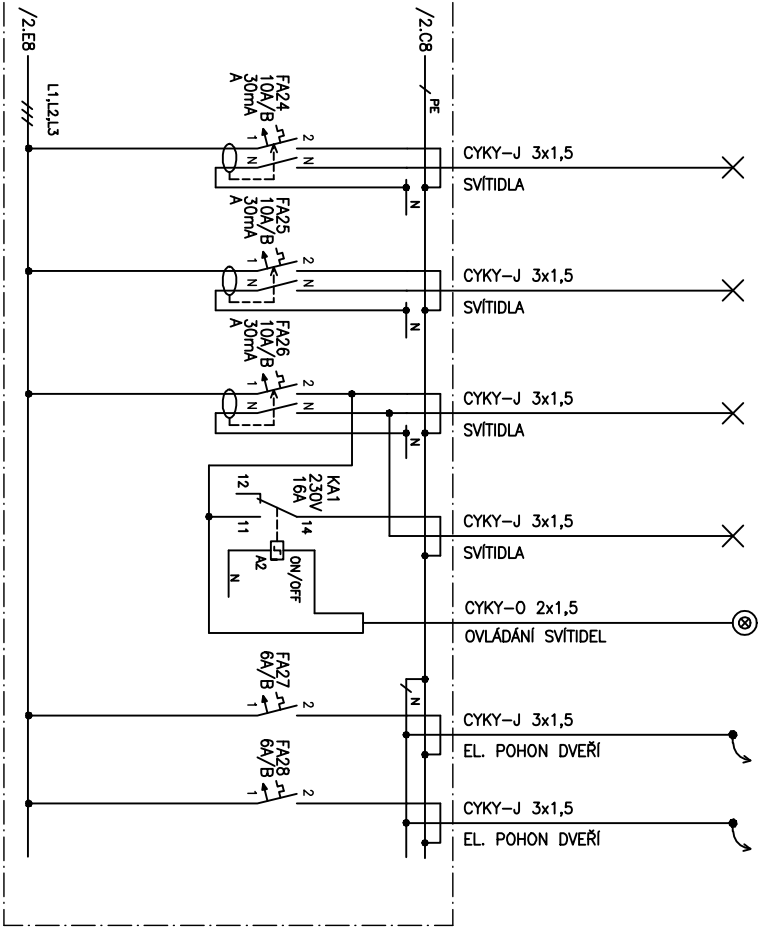 /2.E8
L1,L2,L3
/2.C8
PE
FA24
10A/B
30mA
A
1
2
N
N
N
CYKY-J 3x1,5
SVÍTIDLA
FA25
10A/B
30mA
A
1
2
N
N
N
CYKY-J 3x1,5
SVÍTIDLA
FA26
10A/B
30mA
A
1
2
N
N
N
CYKY-J 3x1,5
SVÍTIDLA
KA1
230V
16A
12
11
14
A2
ON/OFF
N
CYKY-J 3x1,5
SVÍTIDLA
CYKY-O 2x1,5
OVLÁDÁNÍ SVÍTIDEL
FA27
6A/B
1
2
N
CYKY-J 3x1,5
EL. POHON DVEŘÍ
FA28
6A/B
1
2
CYKY-J 3x1,5
EL. POHON DVEŘÍ